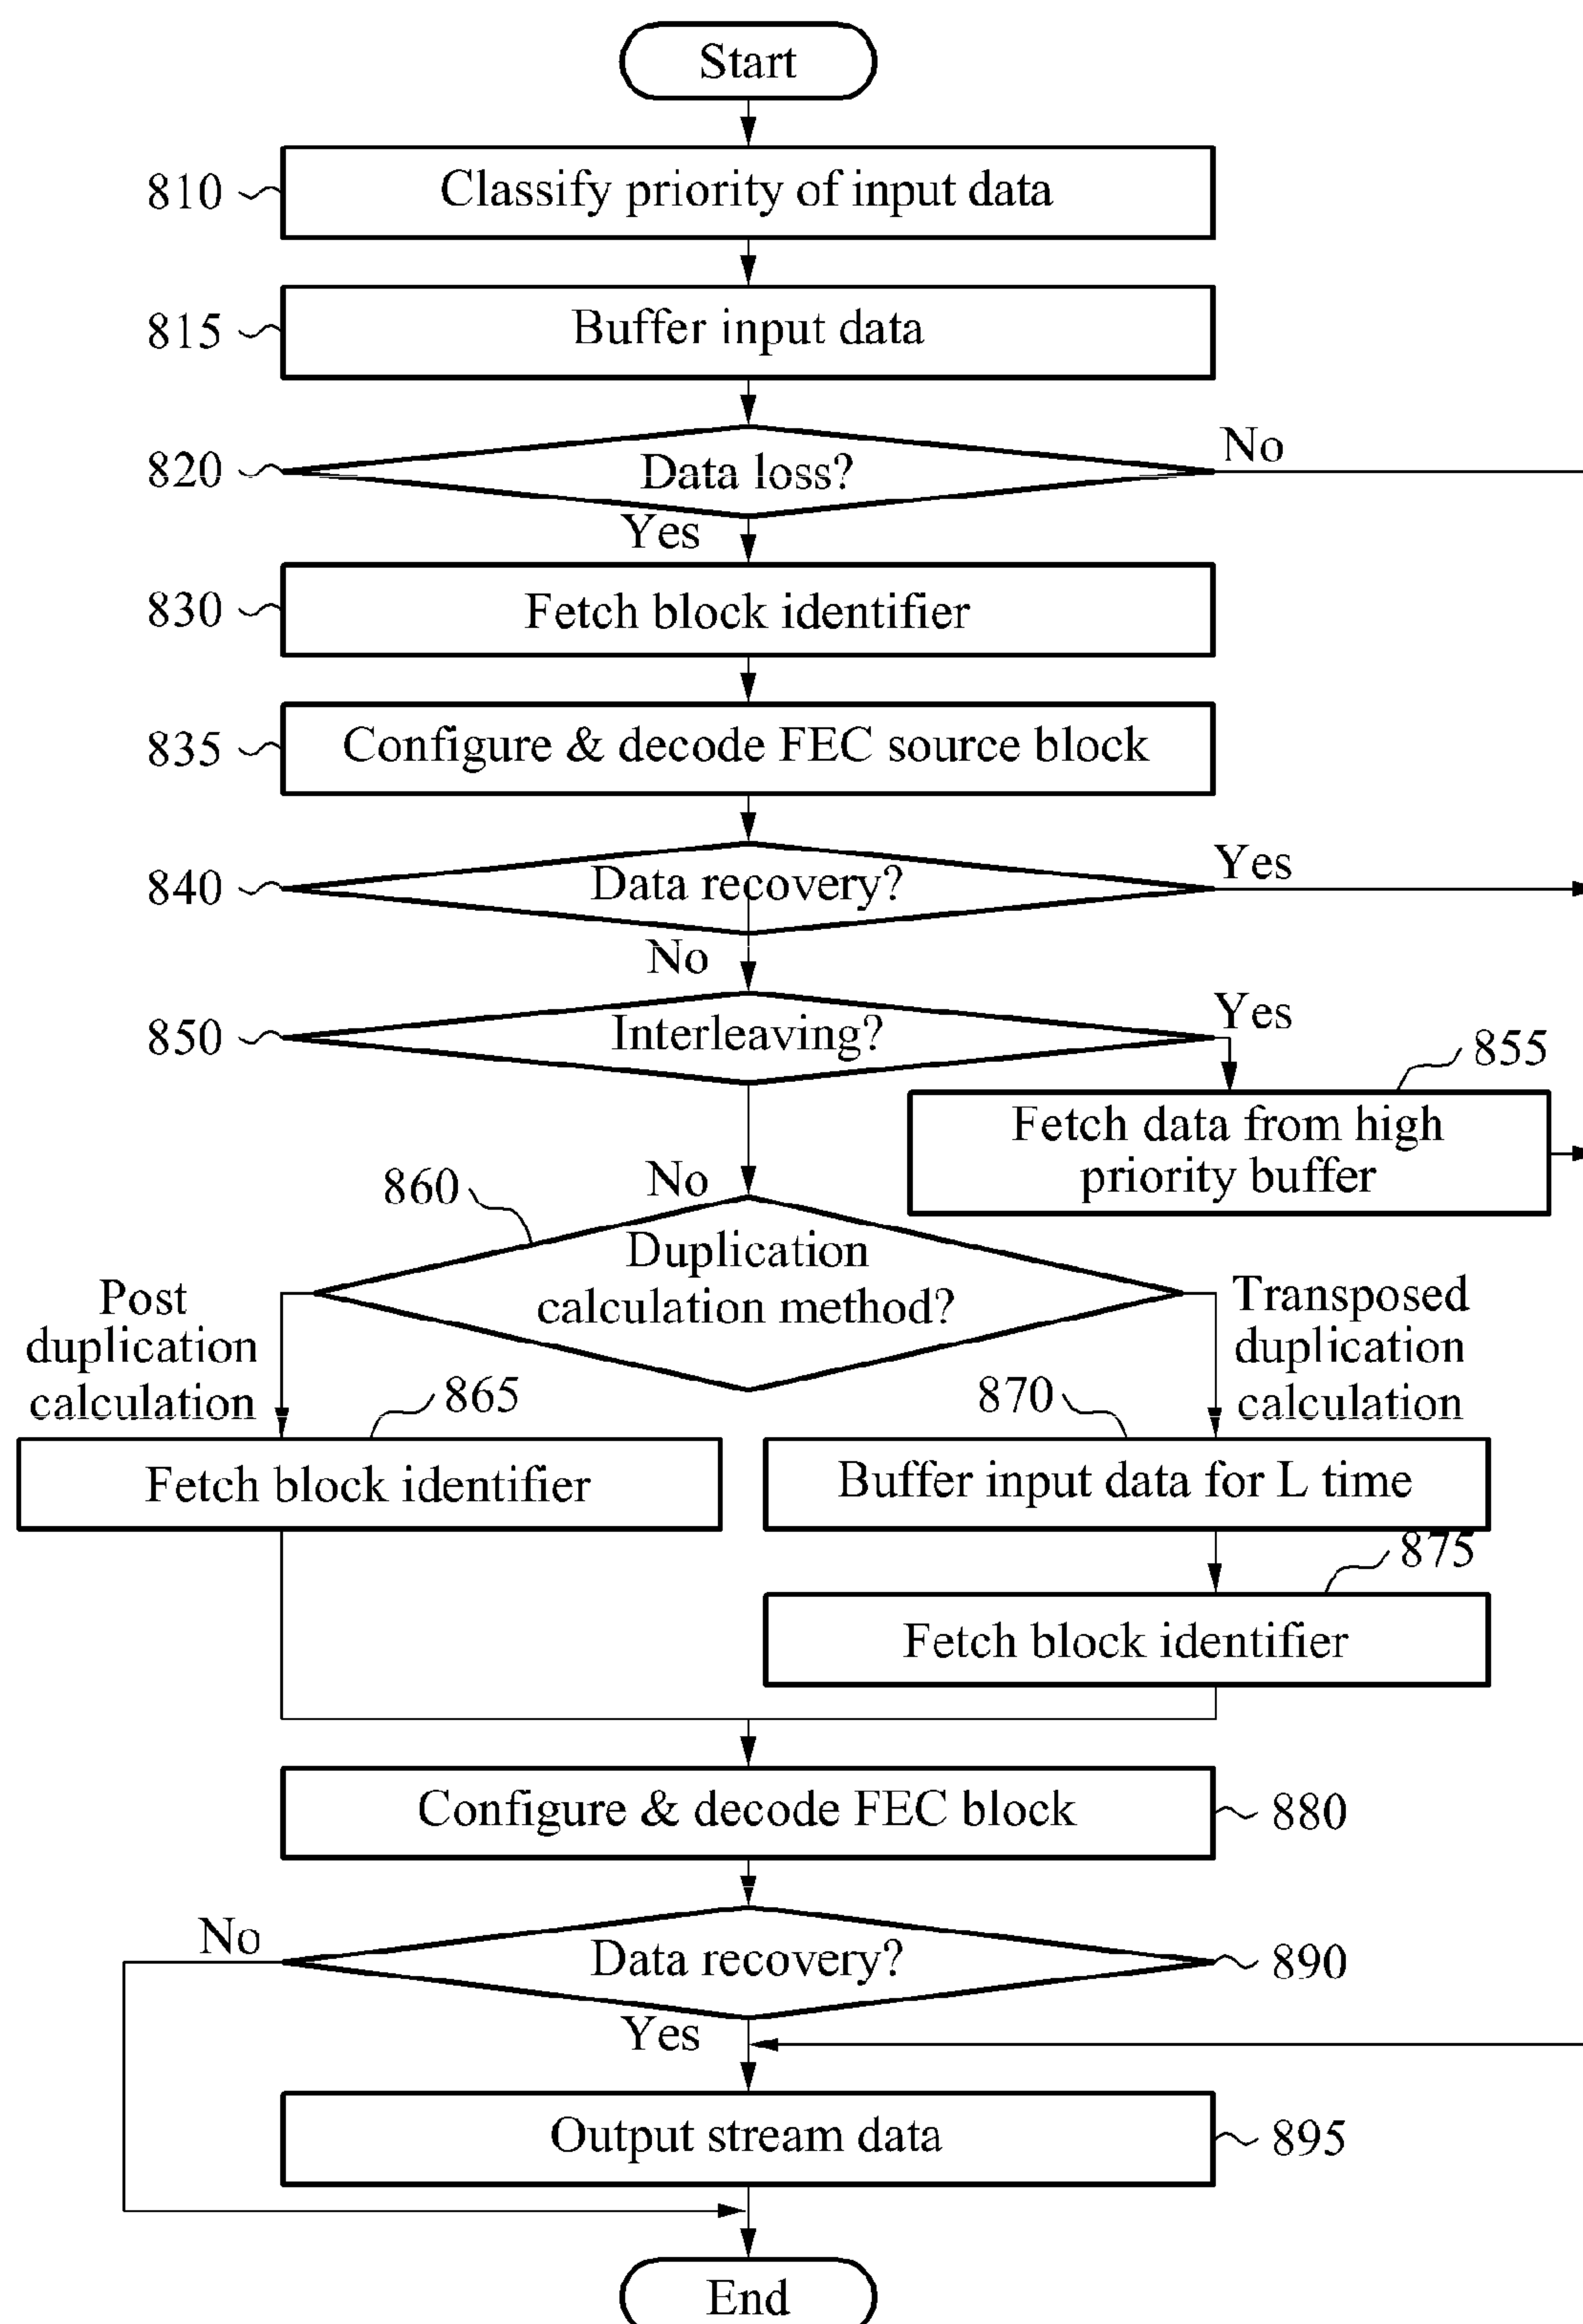 Start
810
Classify priority of input data
815
Buffer input data
820
Data loss?
No
Yes
830
Fetch block identifier
835
Configure & decode FEC source block
840
Data recovery?
Yes
No
850
Interleaving?
Yes
855
Fetch data from high
priority buffer
No
860
Duplication
calculation method?
Post
duplication
calculation
Transposed
duplication
calculation
865
Fetch block identifier
870
Buffer input data for L time
875
Fetch block identifier
Configure & decode FEC block
880
No
Data recovery?
890
Yes
Output stream data
895
End